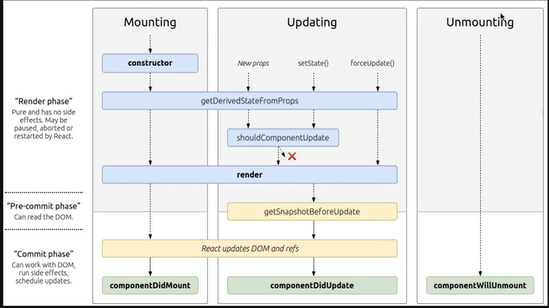 Mounting
Updating
Unmounting
constructor
New props
setState()
forceUpdate()
"Render phase"
Pure and has no side
effects. May be
paused, aborted or
restarted by React.
getDerivedStateFromProps
shouldComponentUpdate
render
"Pre-commit phase"
Can read the DOM.
getSnapshotBeforeUpdate
"Commit phase"
Can work with DOM,
run side effects,
schedule updates.
React updates DOM and refs
componentDidMount
componentDidUpdate
componentWillUnmount